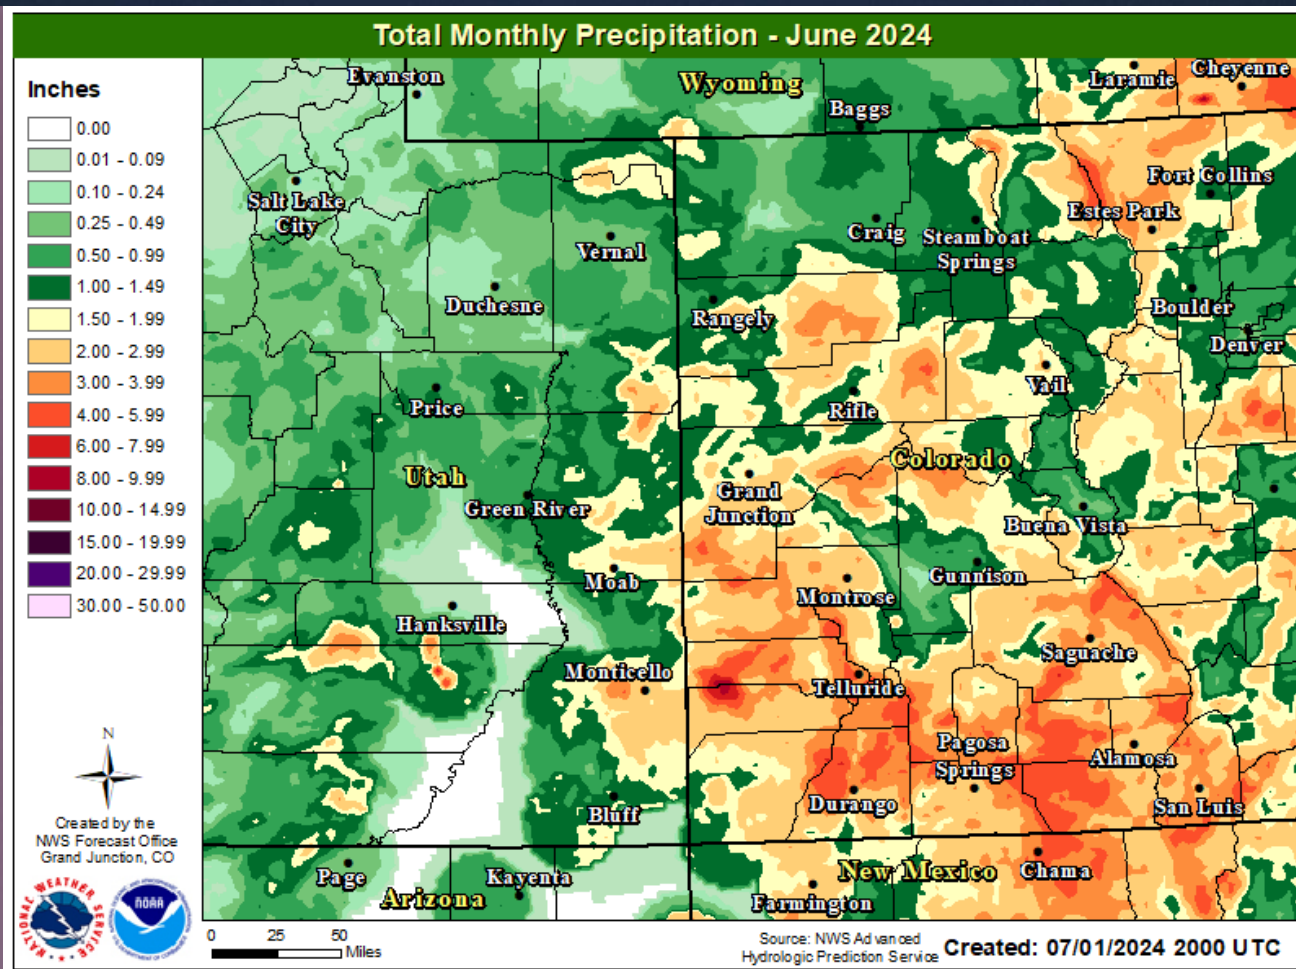 Total Monthly Precipitation - June 2024
Inches
0.00
0.01 - 0.09
0.10 - 0.24
0.25 - 0.49
0.50 - 0.99
1.00 - 1.49
1.50 - 1.99
2.00 - 2.99
3.00 - 3.99
4.00 - 5.99
6.00 - 7.99
8.00 - 9.99
10.00 - 14.99
15.00 - 19.99
20.00 - 29.99
30.00 - 50.00
N
Created by the
NWS Forecast Office
Grand Junction, CO
NATIONAL WEATHER SERVICE
NOAA
Evanston
Wyoming
Laramie
Cheyenne
Baggs
Salt Lake
City
Vernal
Craig
Steamboat
Springs
Fort Collins
Estes Park
Duchesne
Rangely
Boulder
Denver
Price
Rifle
Vail
Utah
Colorado
Green River
Grand
Junction
Buena Vista
Moab
Montrose
Gunnison
Hanksville
Saguache
Monticello
Telluride
Pagosa
Springs
Alamosa
Bluff
Durango
San Luis
Page
Arizona
Kayenta
New Mexico
Chama
Farmington
0 25 50
Miles
Source: NWS Advanced
Hydrologic Prediction Service
Created: 07/01/2024 2000 UTC